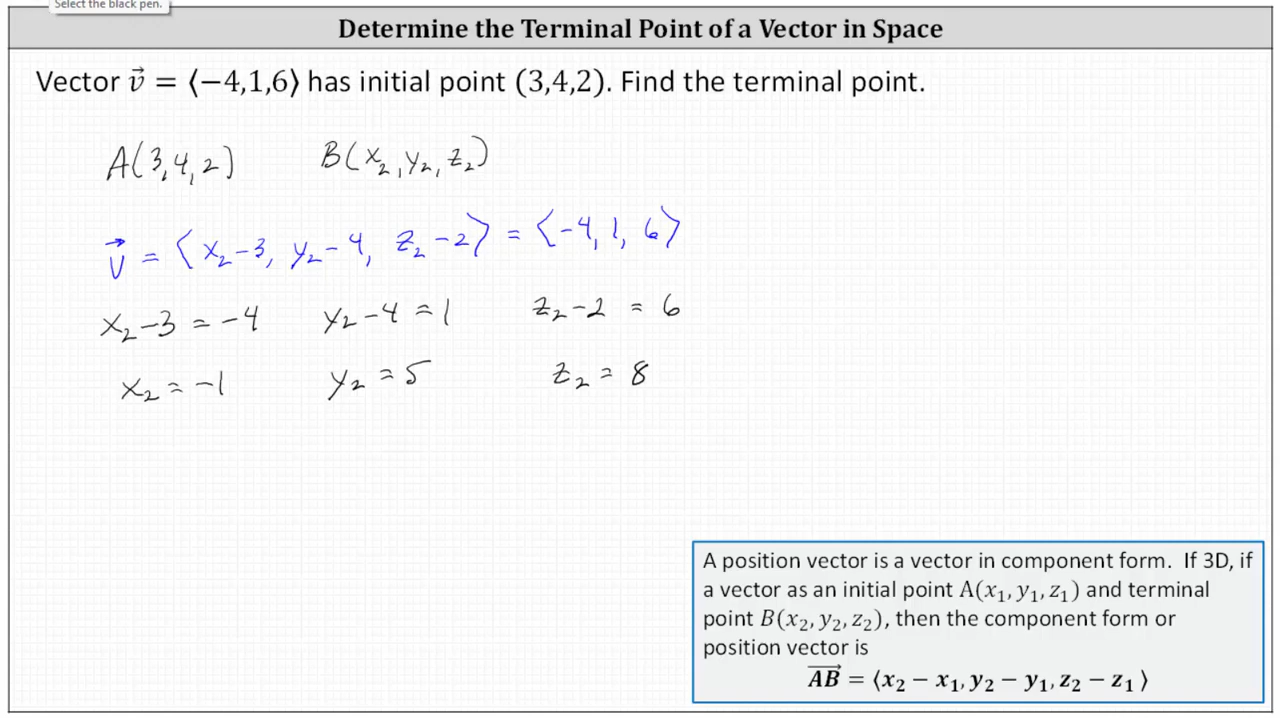 Select the black pen.
Determine the Terminal Point of a Vector in Space
Vector v⃗ = ⟨−4,1,6⟩ has initial point (3,4,2). Find the terminal point.
A(3,4,2) B(x₂,y₂,z₂)
v⃗ = ⟨x₂−3, y₂−4, z₂−2⟩ = ⟨−4, 1, 6⟩
x₂−3 = −4 y₂−4 = 1 z₂−2 = 6
x₂ = −1 y₂ = 5 z₂ = 8
A position vector is a vector in component form. If 3D, if
a vector as an initial point A(x₁, y₁, z₁) and terminal
point B(x₂, y₂, z₂), then the component form or
position vector is
A⃗B⃗ = ⟨x₂ − x₁, y₂ − y₁, z₂ − z₁⟩